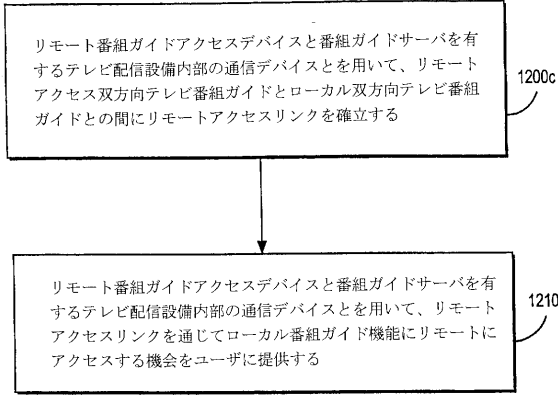 リモート番組ガイドアクセスデバイスと番組ガイドサーバを有
するテレビ配信設備内部の通信デバイスとを用いて、リモート
アクセス双方向テレビ番組ガイドとローカル双方向テレビ番組
ガイドとの間にリモートアクセスリンクを確立する
1200c
リモート番組ガイドアクセスデバイスと番組ガイドサーバを有
するテレビ配信設備内部の通信デバイスとを用いて、リモート
アクセスリンクを通じてローカル番組ガイド機能にリモートに
アクセスする機会をユーザに提供する
1210